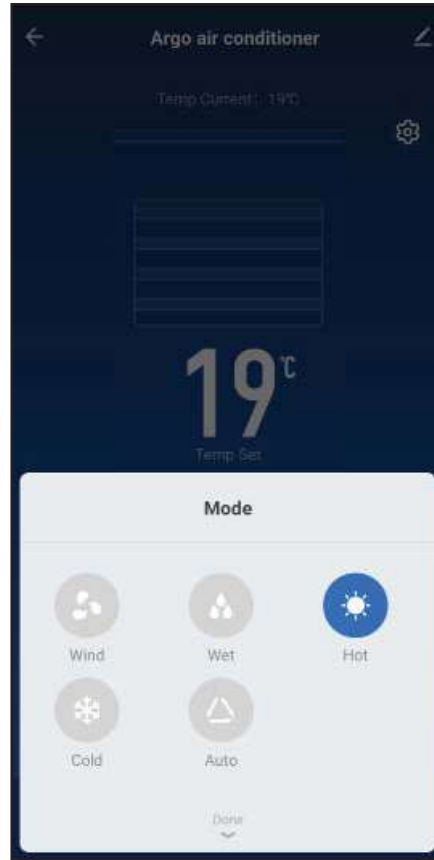 Argo air conditioner
Temp Current: 19℃
19℃
Temp Set
Mode
Wind Wet Hot
Cold Auto
Done